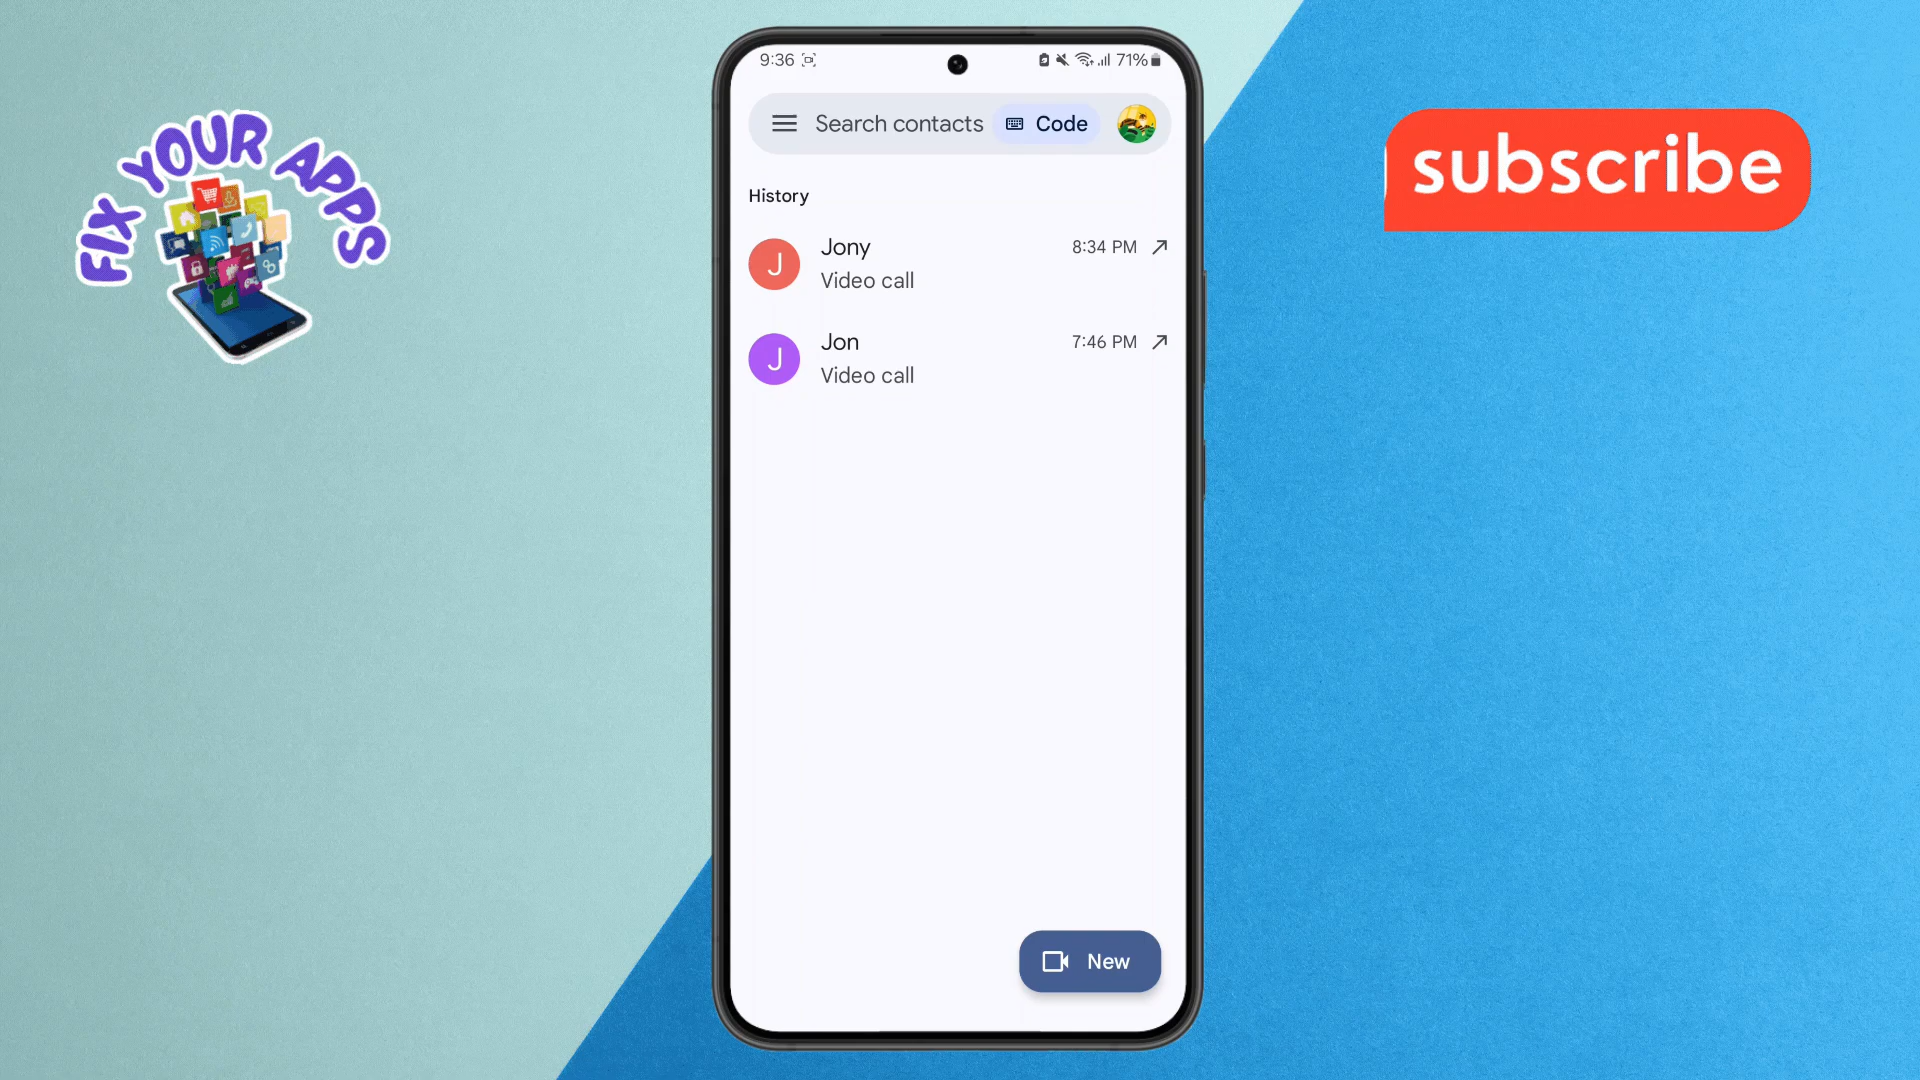 FIX YOUR APPS
9:36
71%
Search contacts
Code
History
Jony
8:34 PM
J
Video call
Jon
7:46 PM
J
Video call
New
subscribe